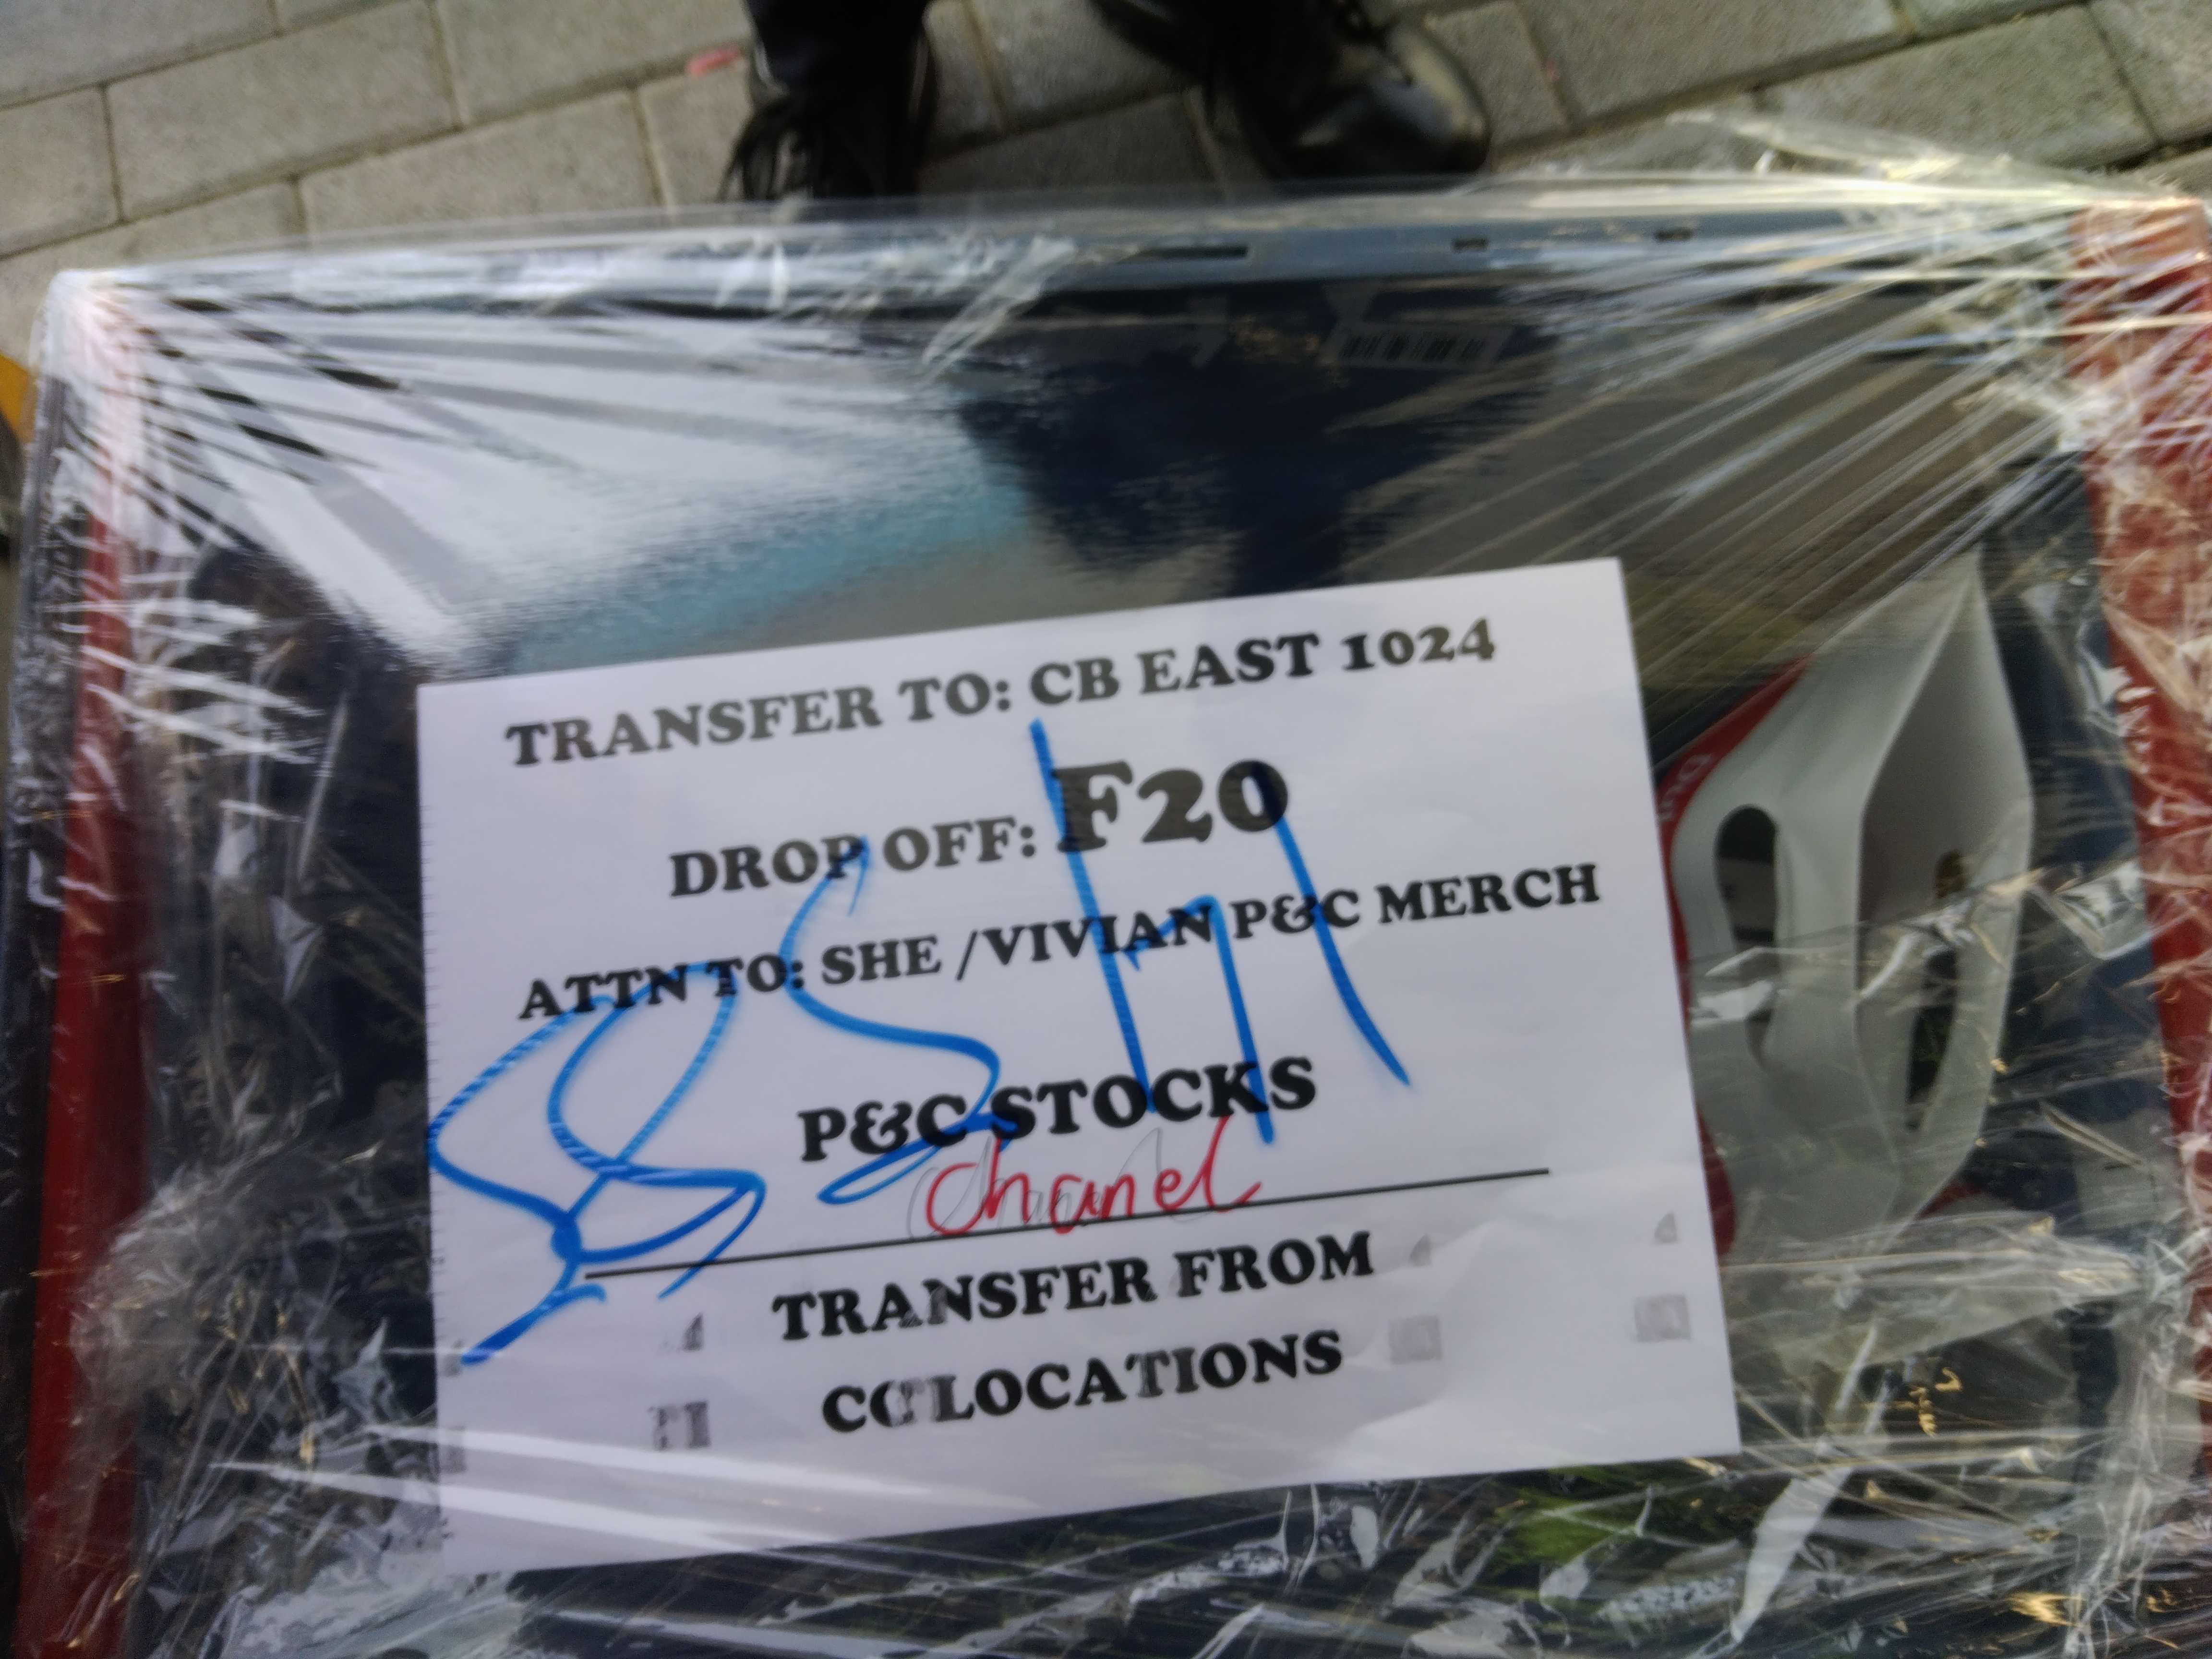 TRANSFER TO: CB EAST 1024
DROP OFF: F20
ATTN TO: SHE /VIVIAN P&C MERCH
P&C STOCKS
Chanel
TRANSFER FROM
COLOCATIONS